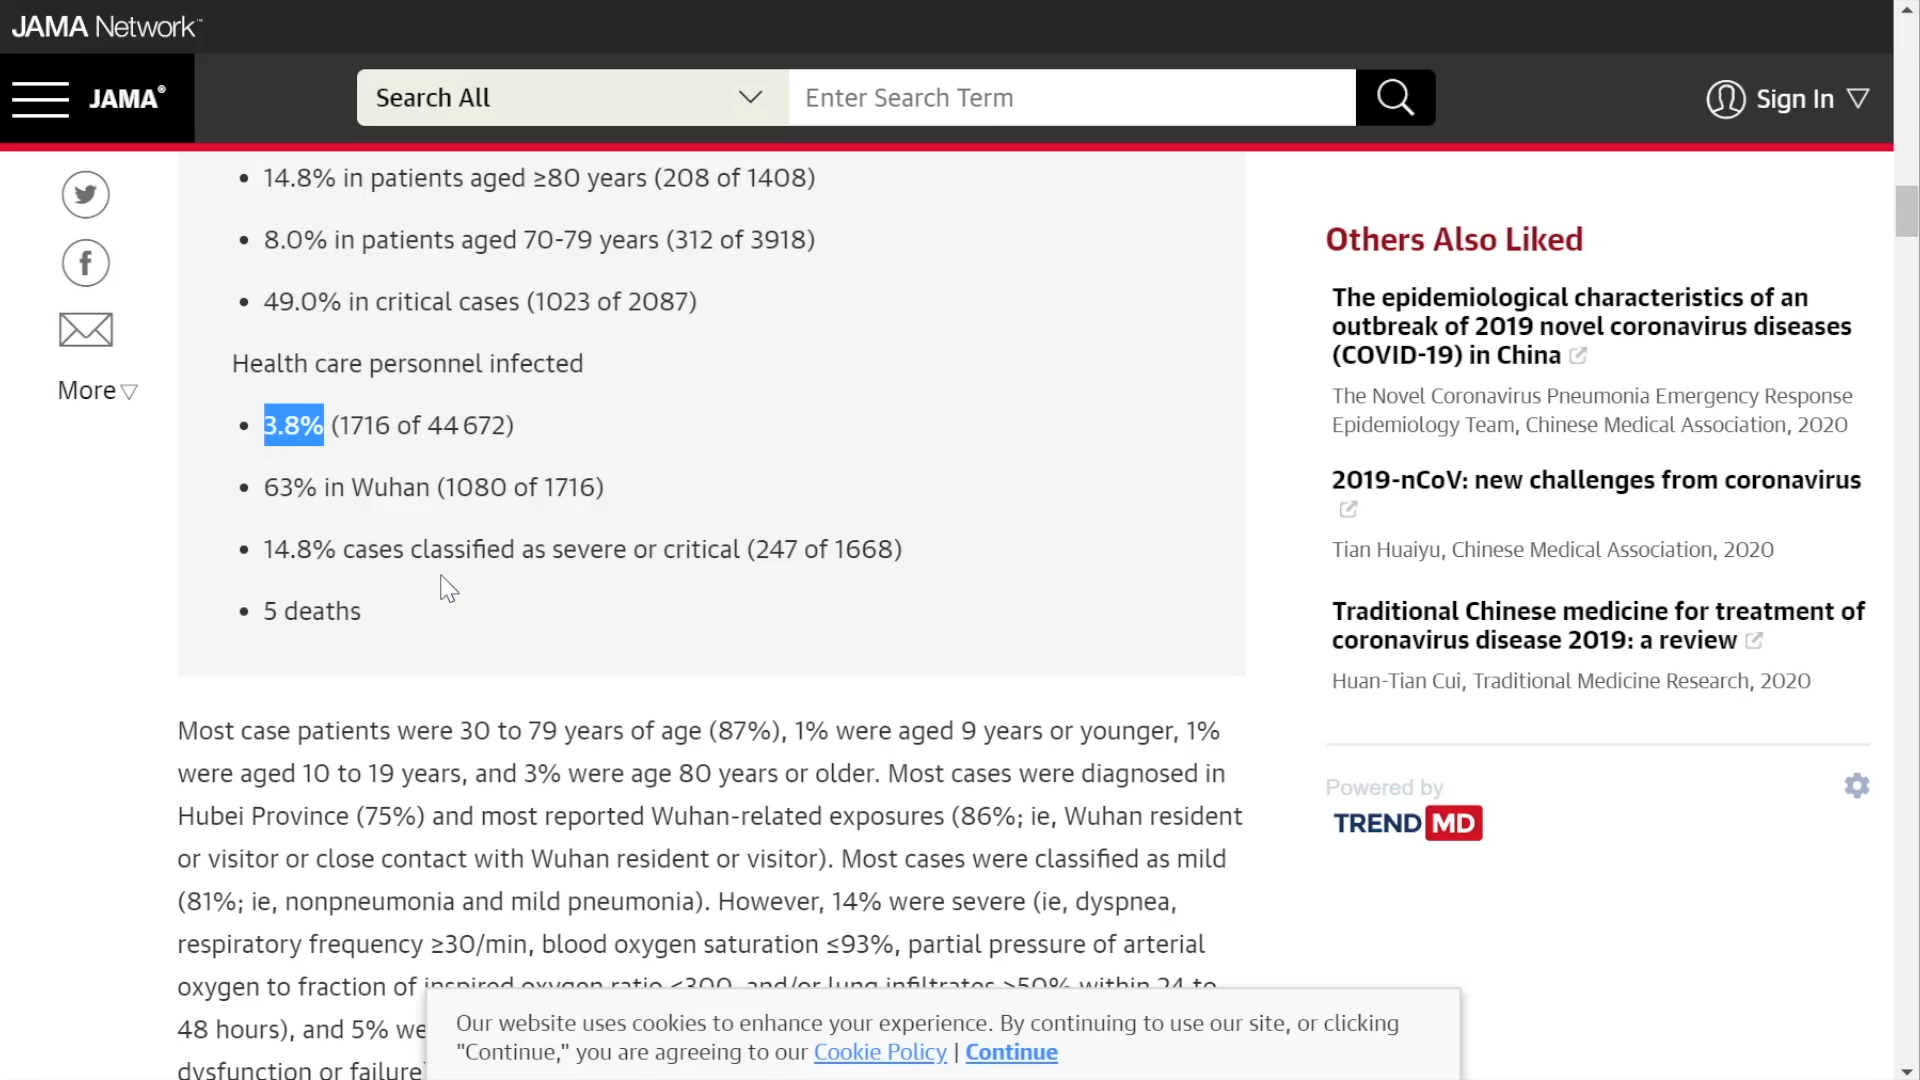 JAMA Network™
JAMA®
Search All
Enter Search Term
Sign In
More
• 14.8% in patients aged ≥80 years (208 of 1408)
• 8.0% in patients aged 70-79 years (312 of 3918)
• 49.0% in critical cases (1023 of 2087)
Health care personnel infected
• 3.8% (1716 of 44 672)
• 63% in Wuhan (1080 of 1716)
• 14.8% cases classified as severe or critical (247 of 1668)
• 5 deaths
Most case patients were 30 to 79 years of age (87%), 1% were aged 9 years or younger, 1%
were aged 10 to 19 years, and 3% were age 80 years or older. Most cases were diagnosed in
Hubei Province (75%) and most reported Wuhan-related exposures (86%; ie, Wuhan resident
or visitor or close contact with Wuhan resident or visitor). Most cases were classified as mild
(81%; ie, nonpneumonia and mild pneumonia). However, 14% were severe (ie, dyspnea,
respiratory frequency ≥30/min, blood oxygen saturation ≤93%, partial pressure of arterial
oxygen to fraction of inspired oxygen ratio <300, and/or lung infiltrates >50% within 24 to
48 hours), and 5% we
dysfunction or failure
Others Also Liked
The epidemiological characteristics of an
outbreak of 2019 novel coronavirus diseases
(COVID-19) in China
The Novel Coronavirus Pneumonia Emergency Response
Epidemiology Team, Chinese Medical Association, 2020
2019-nCoV: new challenges from coronavirus
Tian Huaiyu, Chinese Medical Association, 2020
Traditional Chinese medicine for treatment of
coronavirus disease 2019: a review
Huan-Tian Cui, Traditional Medicine Research, 2020
Powered by
TREND MD
Our website uses cookies to enhance your experience. By continuing to use our site, or clicking
"Continue," you are agreeing to our Cookie Policy | Continue